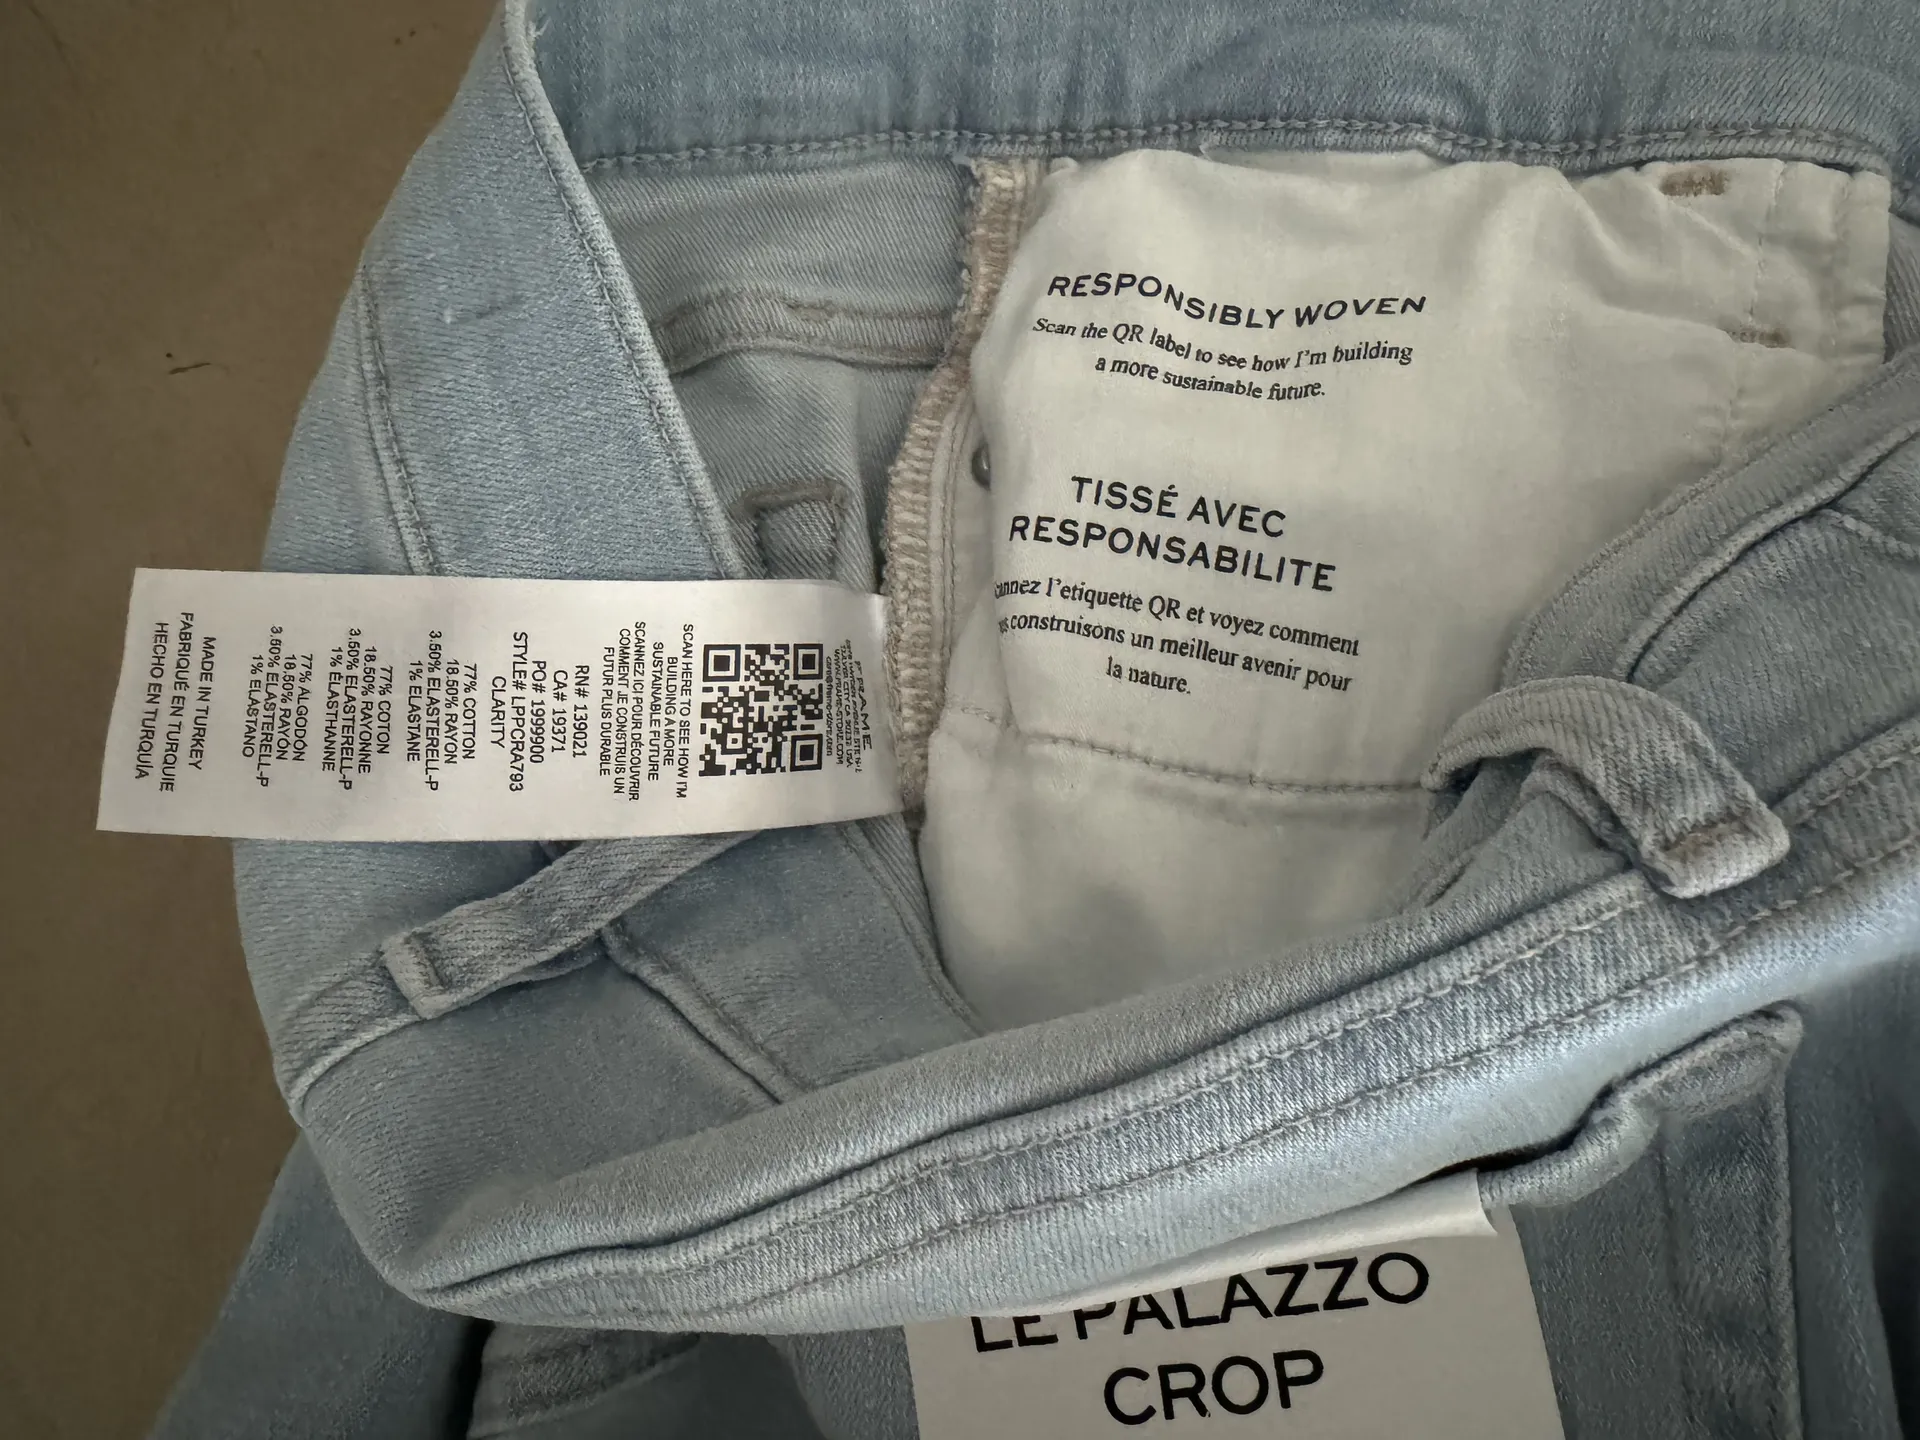 RESPONSIBLY WOVEN
Scan the QR label to see how I'm building
a more sustainable future.
TISSÉ AVEC
RESPONSABILITE
l'etiquette QR et voyez comment
construisons un meilleur avenir pour
la nature.
FRAME
SCAN HERE TO SEE HOW I'M
BUILDING A MORE
SUSTAINABLE FUTURE
SCANNEZ ICI POUR DÉCOUVRIR
COMMENT JE CONSTRUIS UN
FUTUR PLUS DURABLE
RN# 139021
CA# 19371
PO# 1999900
STYLE# LPPCRA793
CLARITY
77% COTTON
18.50% RAYON
3.50% ELASTERELL-P
1% ELASTANE
77% COTON
18.50% RAYONNE
3.50% ELASTERELL-P
1% ÉLASTHANNE
77% ALGODÓN
18.50% RAYÓN
3.50% ELASTERELL-P
1% ELASTANO
MADE IN TURKEY
FABRIQUÉ EN TURQUIE
HECHO EN TURQUÍA
LE PALAZZO
CROP